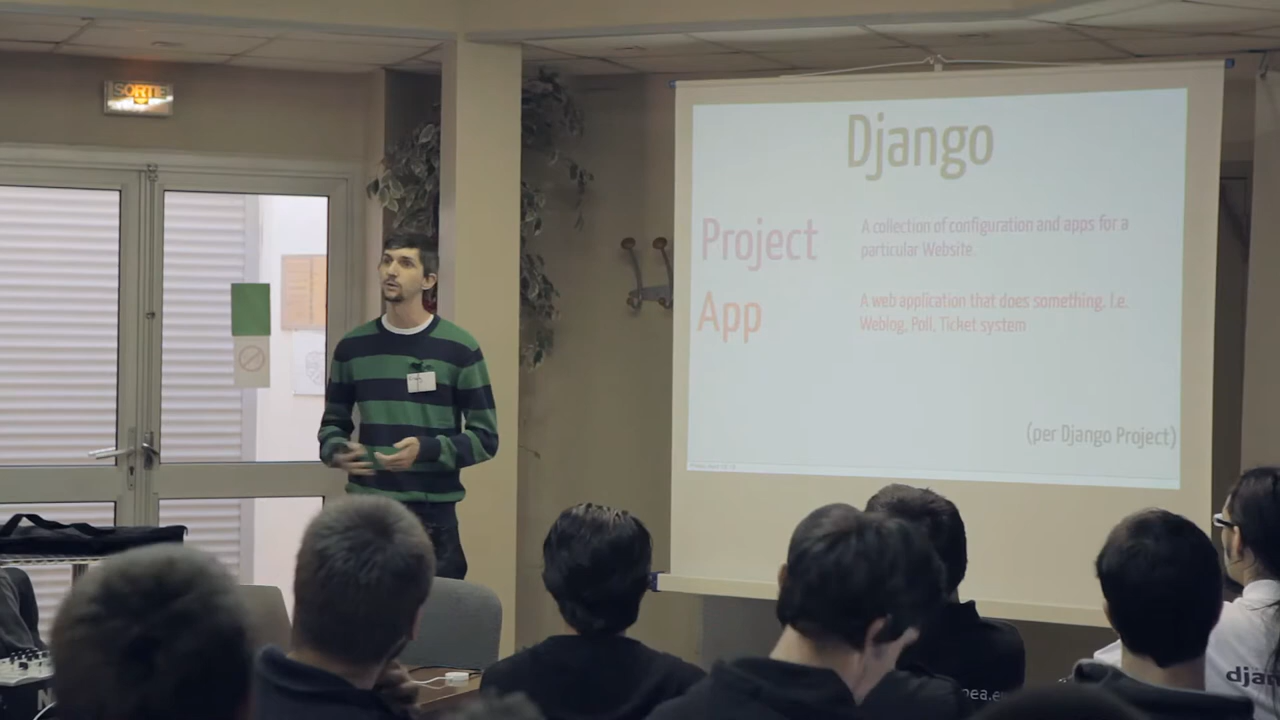 SORTIE
Django
Project
A collection of configuration and apps for a
particular Website.
App
A web application that does something. I.e.
Weblog, Poll, Ticket system
(per Django Project)